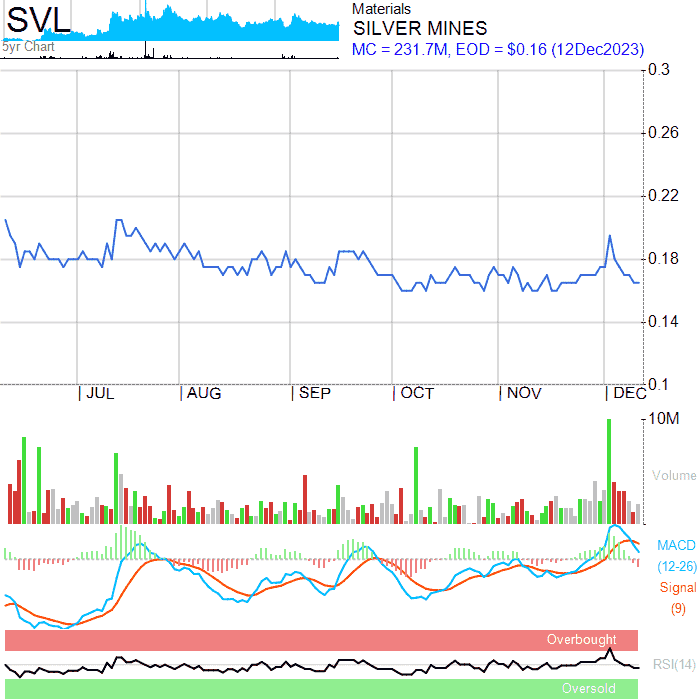 SVL
5yr Chart
Materials
SILVER MINES
MC = 231.7M, EOD = $0.16 (12Dec2023)
0.3
0.26
0.22
0.18
0.14
0.1
JUL AUG SEP OCT NOV DEC
10M
Volume
MACD
(12-26)
Signal
(9)
Overbought
RSI(14)
Oversold